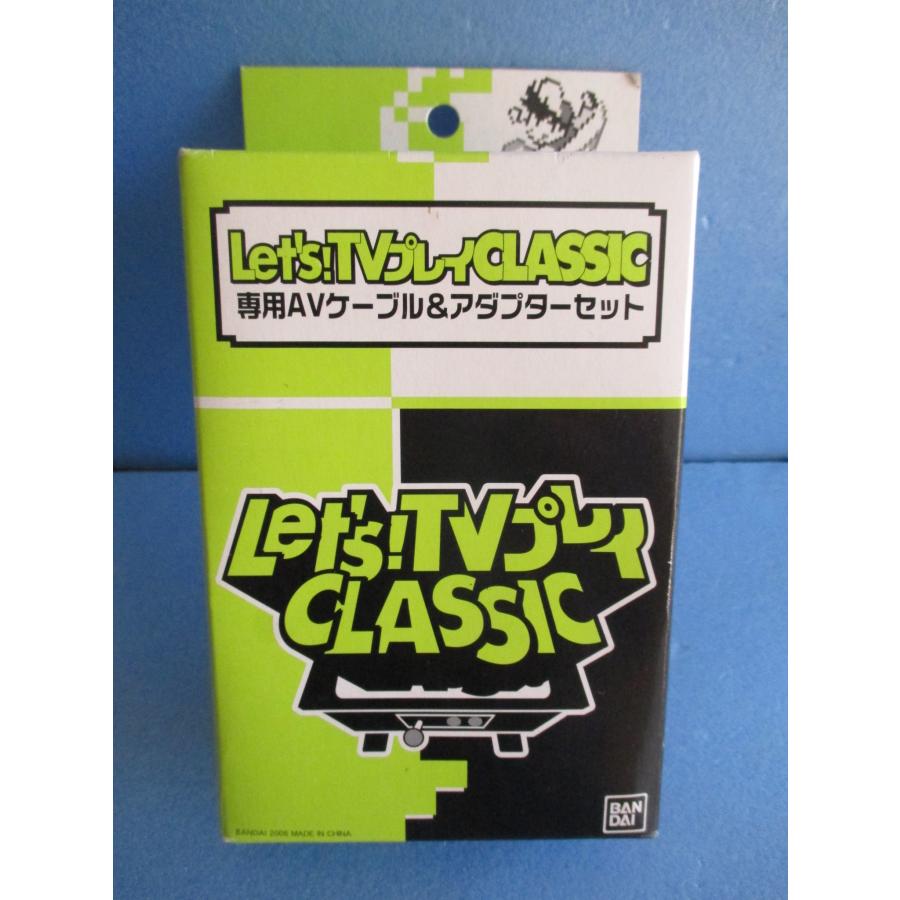 Let's!TVプレイCLASSIC
専用AVケーブル&アダプターセット
Let's!TVプレイ
CLASSIC
BAN
DAI
BANDAI 2006 MADE IN CHINA